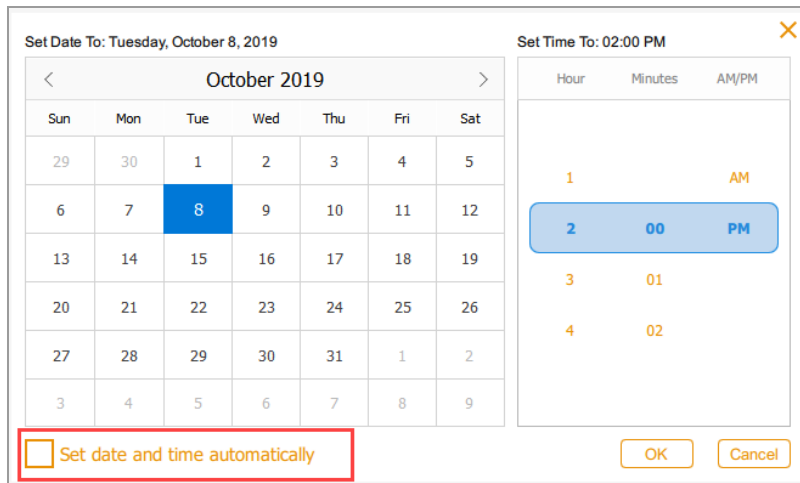 Set Date To: Tuesday, October 8, 2019
October 2019
Sun Mon Tue Wed Thu Fri Sat
29 30 1 2 3 4 5
6 7 8 9 10 11 12
13 14 15 16 17 18 19
20 21 22 23 24 25 26
27 28 29 30 31 1 2
3 4 5 6 7 8 9
Set Time To: 02:00 PM
Hour Minutes AM/PM
1 AM
2 00 PM
3 01
4 02
Set date and time automatically
OK Cancel